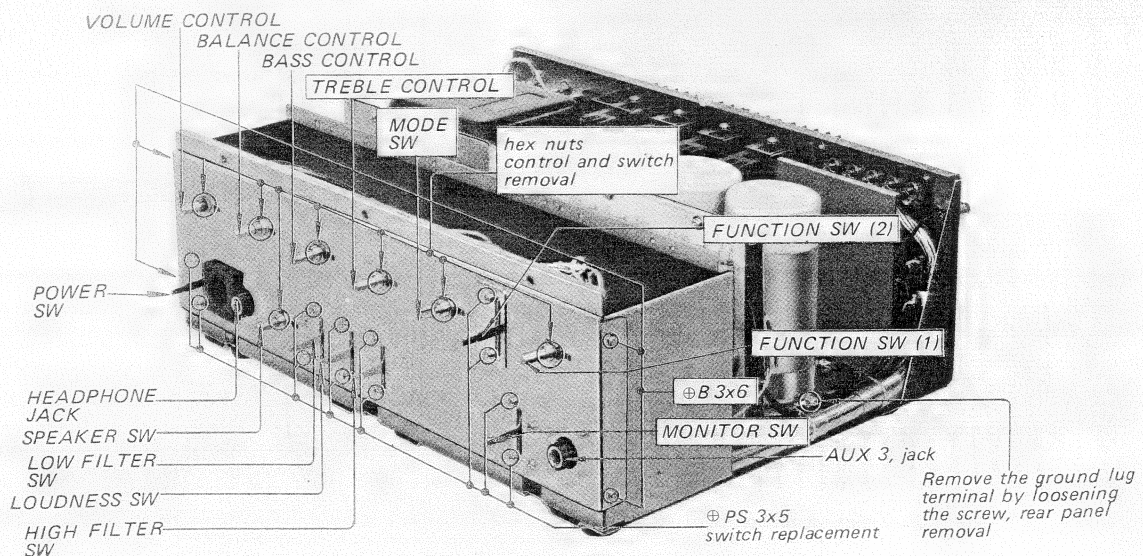 VOLUME CONTROL
BALANCE CONTROL
BASS CONTROL
TREBLE CONTROL
MODE
SW
hex nuts
control and switch
removal
FUNCTION SW (2)
POWER
SW
FUNCTION SW (1)
⊕B 3x6
HEADPHONE
JACK
SPEAKER SW
MONITOR SW
LOW FILTER
SW
AUX 3, jack
LOUDNESS SW
Remove the ground lug
terminal by loosening
the screw, rear panel
removal
HIGH FILTER
SW
⊕PS 3x5
switch replacement